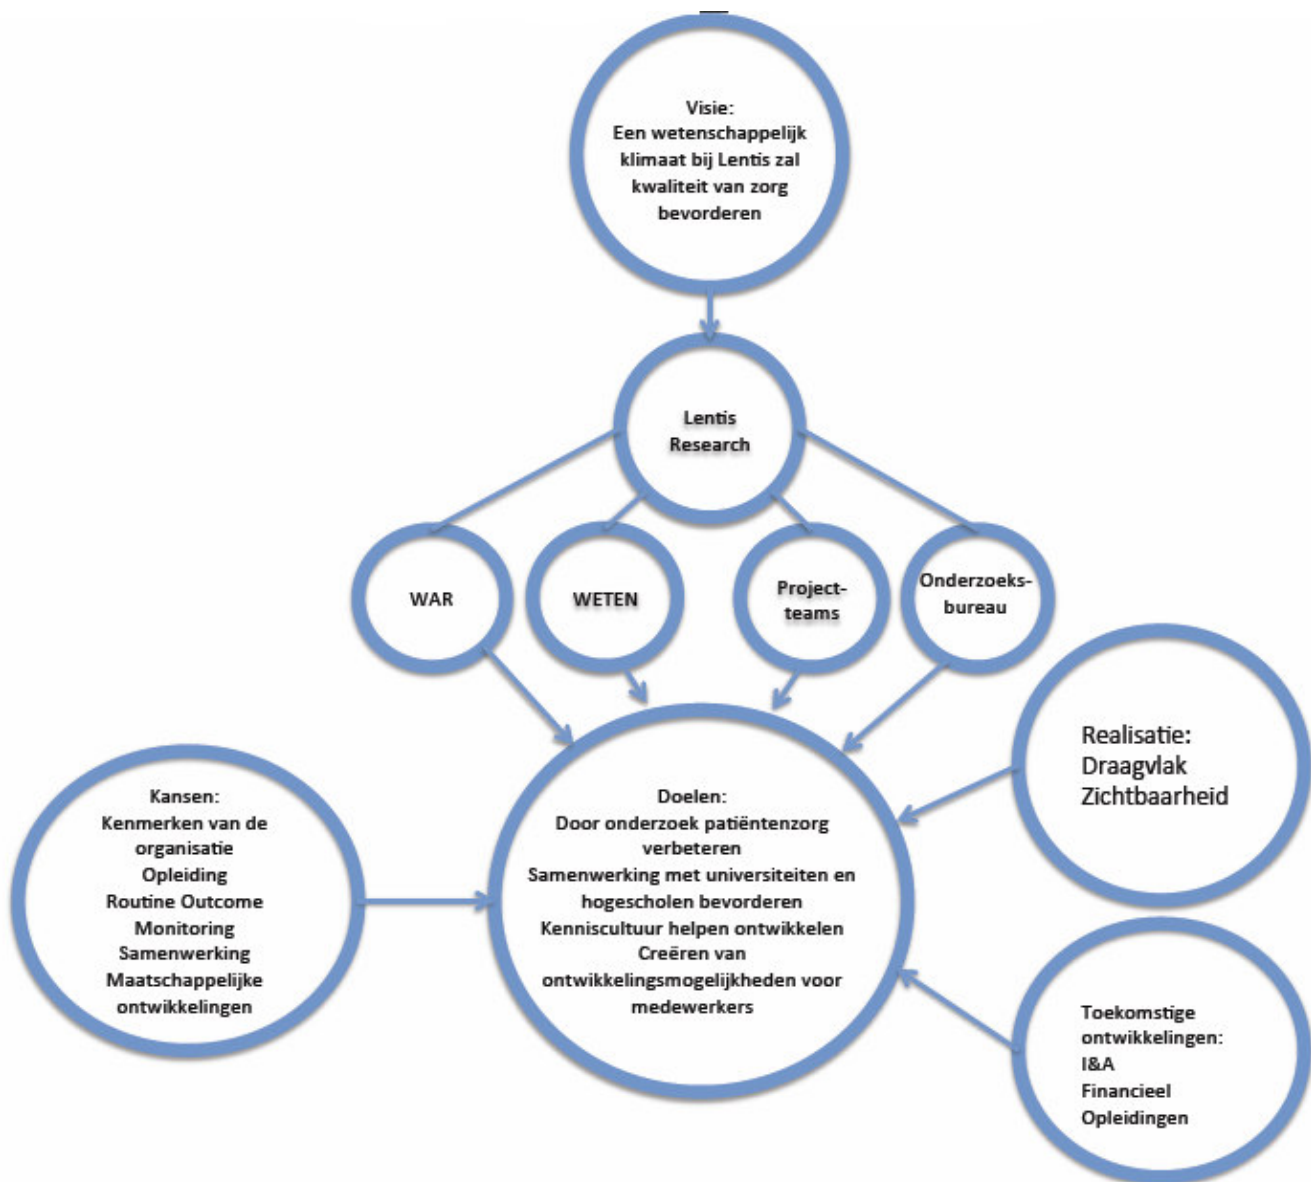 Visie:
Een wetenschappelijk
klimaat bij Lentis zal
kwaliteit van zorg
bevorderen
Lentis
Research
WAR
WETEN
Project-
teams
Onderzoeks-
bureau
Kansen:
Kenmerken van de
organisatie
Opleiding
Routine Outcome
Monitoring
Samenwerking
Maatschappelijke
ontwikkelingen
Doelen:
Door onderzoek patiëntenzorg
verbeteren
Samenwerking met universiteiten en
hogescholen bevorderen
Kenniscultuur helpen ontwikkelen
Creëren van
ontwikkelingsmogelijkheden voor
medewerkers
Realisatie:
Draagvlak
Zichtbaarheid
Toekomstige
ontwikkelingen:
I&A
Financieel
Opleidingen